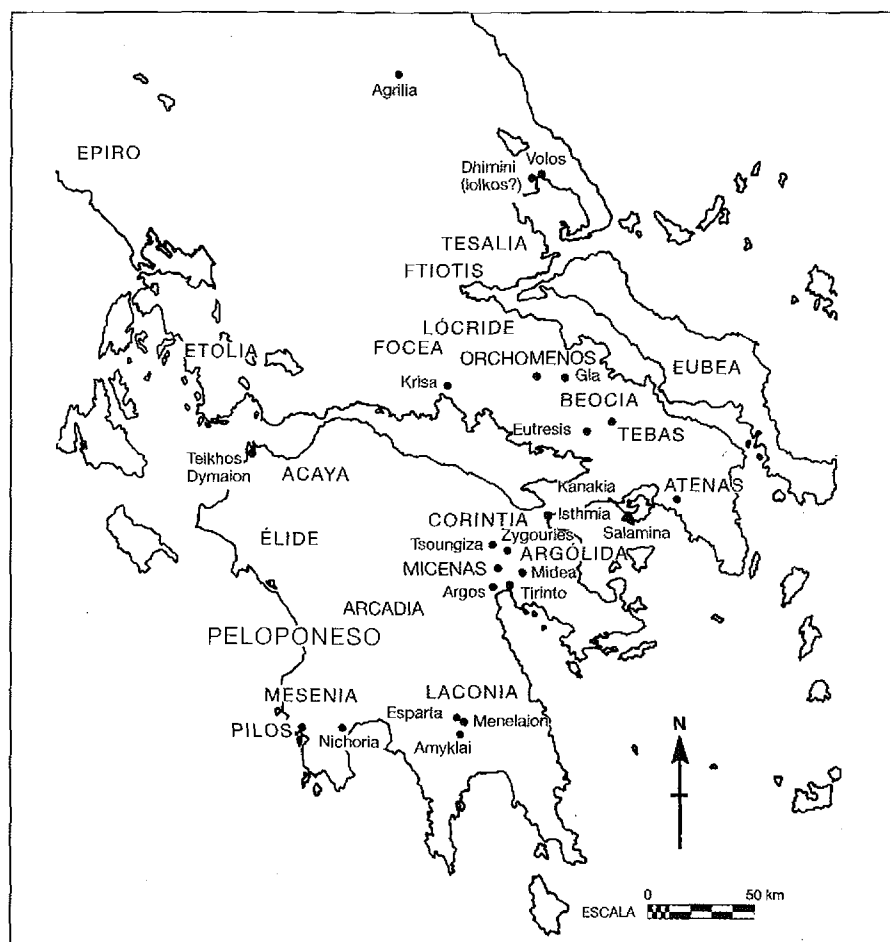 Agrilia
EPIRO
Volos
Dhimini
(Iolkos?)
TESALIA
FTIOTIS
LÓCRIDE
FOCEA
ETOLIA
ORCHOMENOS
EUBEA
Krisa
Gla
BEOCIA
Eutresis
TEBAS
Teikhos
Dymaion
ACAYA
Kanakia
ATENAS
CORINTIA
Isthmia
Salamina
ÉLIDE
Zygouries
Tsoungiza
ARGÓLIDA
MICENAS
Midea
Argos
Tirinto
ARCADIA
PELOPONESO
MESENIA
LACONIA
Esparta
Menelaion
PILOS
Nichoria
Amyklai
N
0 50 km
ESCALA